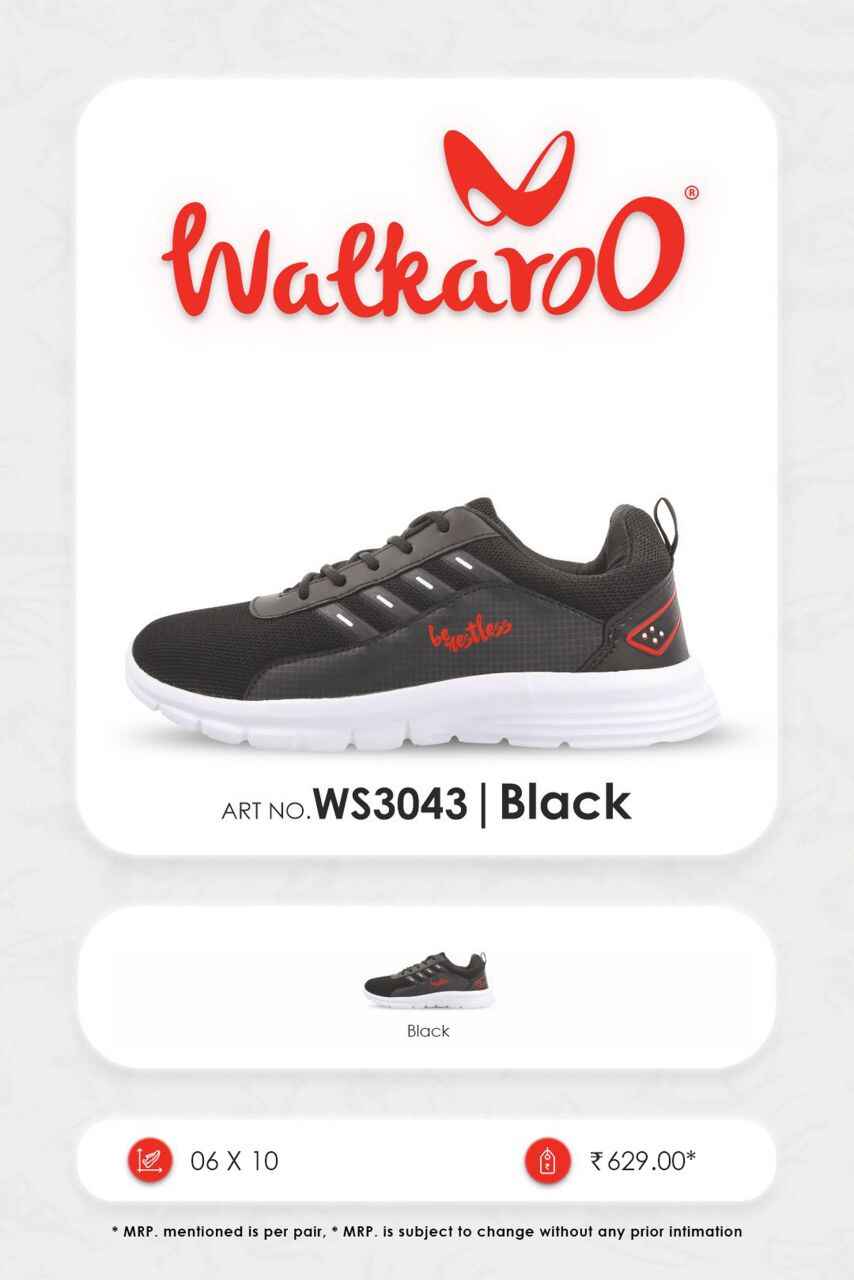 Walkaroo®
be restless
ART NO.WS3043 | Black
Black
06 X 10
₹629.00*
* MRP. mentioned is per pair, * MRP. is subject to change without any prior intimation